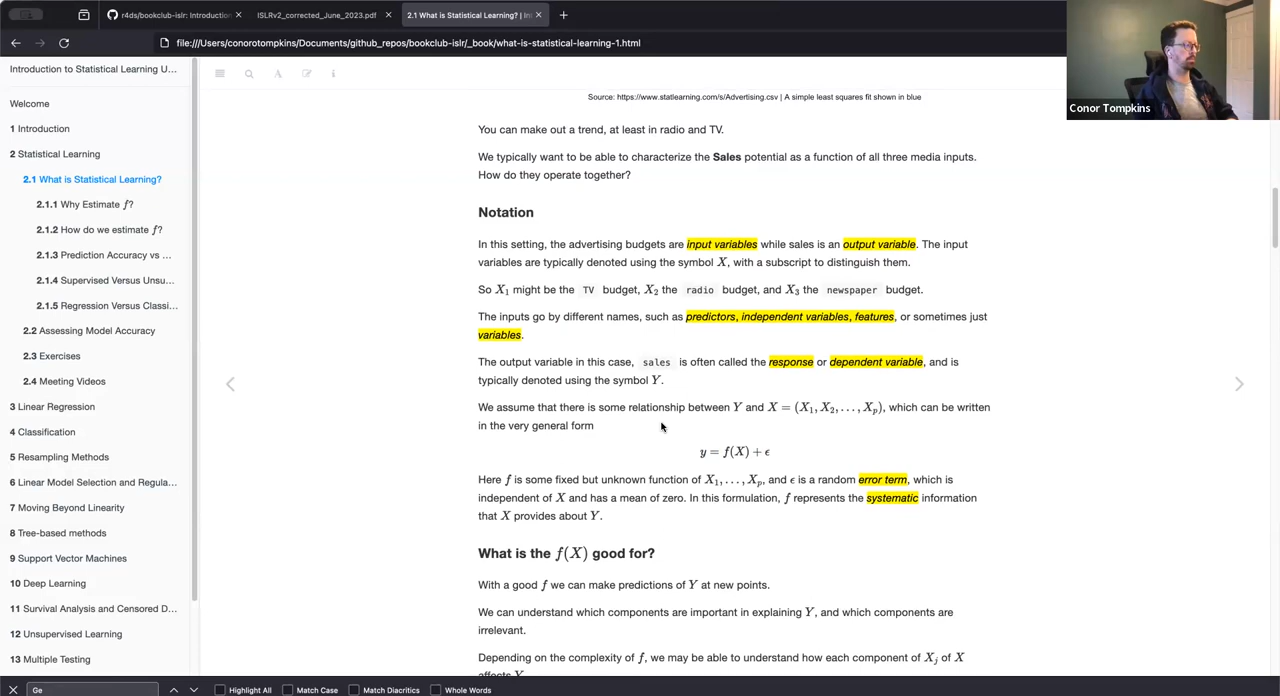 r4ds/bookclub-islr: Introduction
ISLRv2_corrected_June_2023.pdf
2.1 What is Statistical Learning? | In
file:///Users/conorotompkins/Documents/github_repos/bookclub-islr/_book/what-is-statistical-learning-1.html
Conor Tompkins
Introduction to Statistical Learning U...
Welcome
1 Introduction
2 Statistical Learning
2.1 What is Statistical Learning?
2.1.1 Why Estimate f?
2.1.2 How do we estimate f?
2.1.3 Prediction Accuracy vs ...
2.1.4 Supervised Versus Unsu...
2.1.5 Regression Versus Classi...
2.2 Assessing Model Accuracy
2.3 Exercises
2.4 Meeting Videos
3 Linear Regression
4 Classification
5 Resampling Methods
6 Linear Model Selection and Regula...
7 Moving Beyond Linearity
8 Tree-based methods
9 Support Vector Machines
10 Deep Learning
11 Survival Analysis and Censored D...
12 Unsupervised Learning
13 Multiple Testing
Source: https://www.statlearning.com/s/Advertising.csv | A simple least squares fit shown in blue
You can make out a trend, at least in radio and TV.
We typically want to be able to characterize the Sales potential as a function of all three media inputs.
How do they operate together?
Notation
In this setting, the advertising budgets are input variables while sales is an output variable. The input
variables are typically denoted using the symbol X, with a subscript to distinguish them.
So X₁ might be the TV budget, X₂ the radio budget, and X₃ the newspaper budget.
The inputs go by different names, such as predictors, independent variables, features, or sometimes just
variables.
The output variable in this case, sales is often called the response or dependent variable, and is
typically denoted using the symbol Y.
We assume that there is some relationship between Y and X = (X₁, X₂, . . . , Xₚ), which can be written
in the very general form
y = f(X) + ϵ
Here f is some fixed but unknown function of X₁, . . . , Xₚ, and ϵ is a random error term, which is
independent of X and has a mean of zero. In this formulation, f represents the systematic information
that X provides about Y.
What is the f(X) good for?
With a good f we can make predictions of Y at new points.
We can understand which components are important in explaining Y, and which components are
irrelevant.
Depending on the complexity of f, we may be able to understand how each component of Xⱼ of X
affects Y.
Ge
Highlight All
Match Case
Match Diacritics
Whole Words